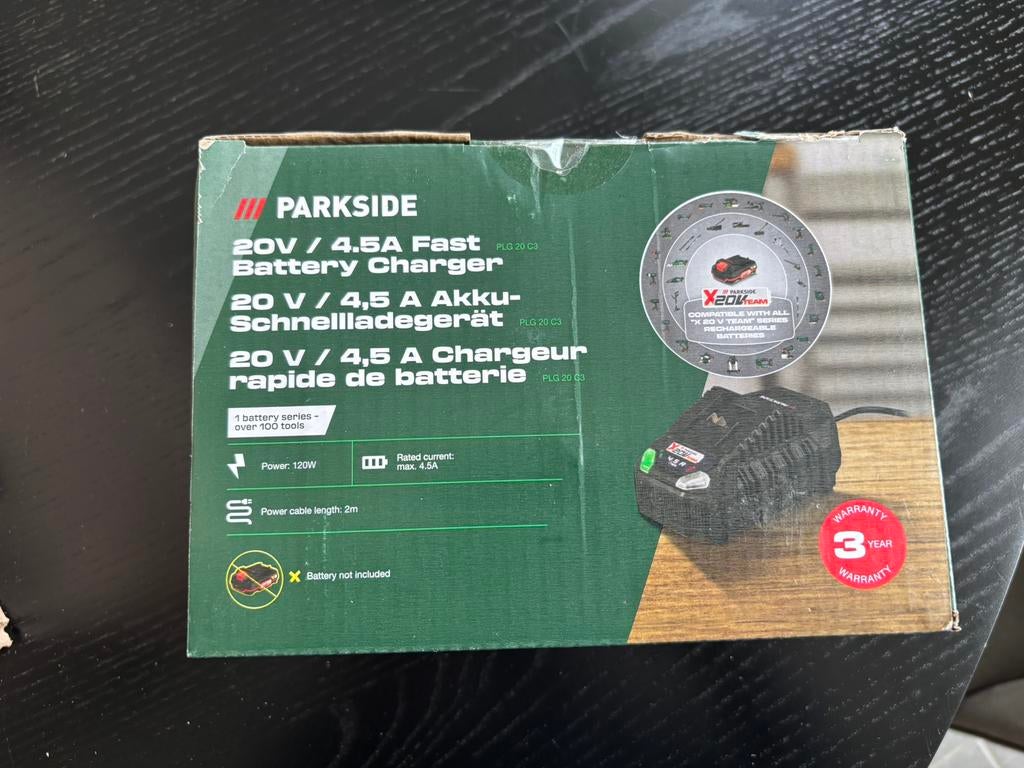 PARKSIDE
20V / 4.5A Fast PLG 20 C3
Battery Charger
20 V / 4,5 A Akku-
Schnellladegerät PLG 20 C3
20 V / 4,5 A Chargeur
rapide de batterie PLG 20 C3
1 battery series –
over 100 tools
Power: 120W
Rated current:
max. 4.5A
Power cable length: 2m
Battery not included
PARKSIDE
X20V TEAM
COMPATIBLE WITH ALL
"X 20 V TEAM" SERIES
RECHARGEABLE
BATTERIES
WARRANTY
3 YEAR
WARRANTY